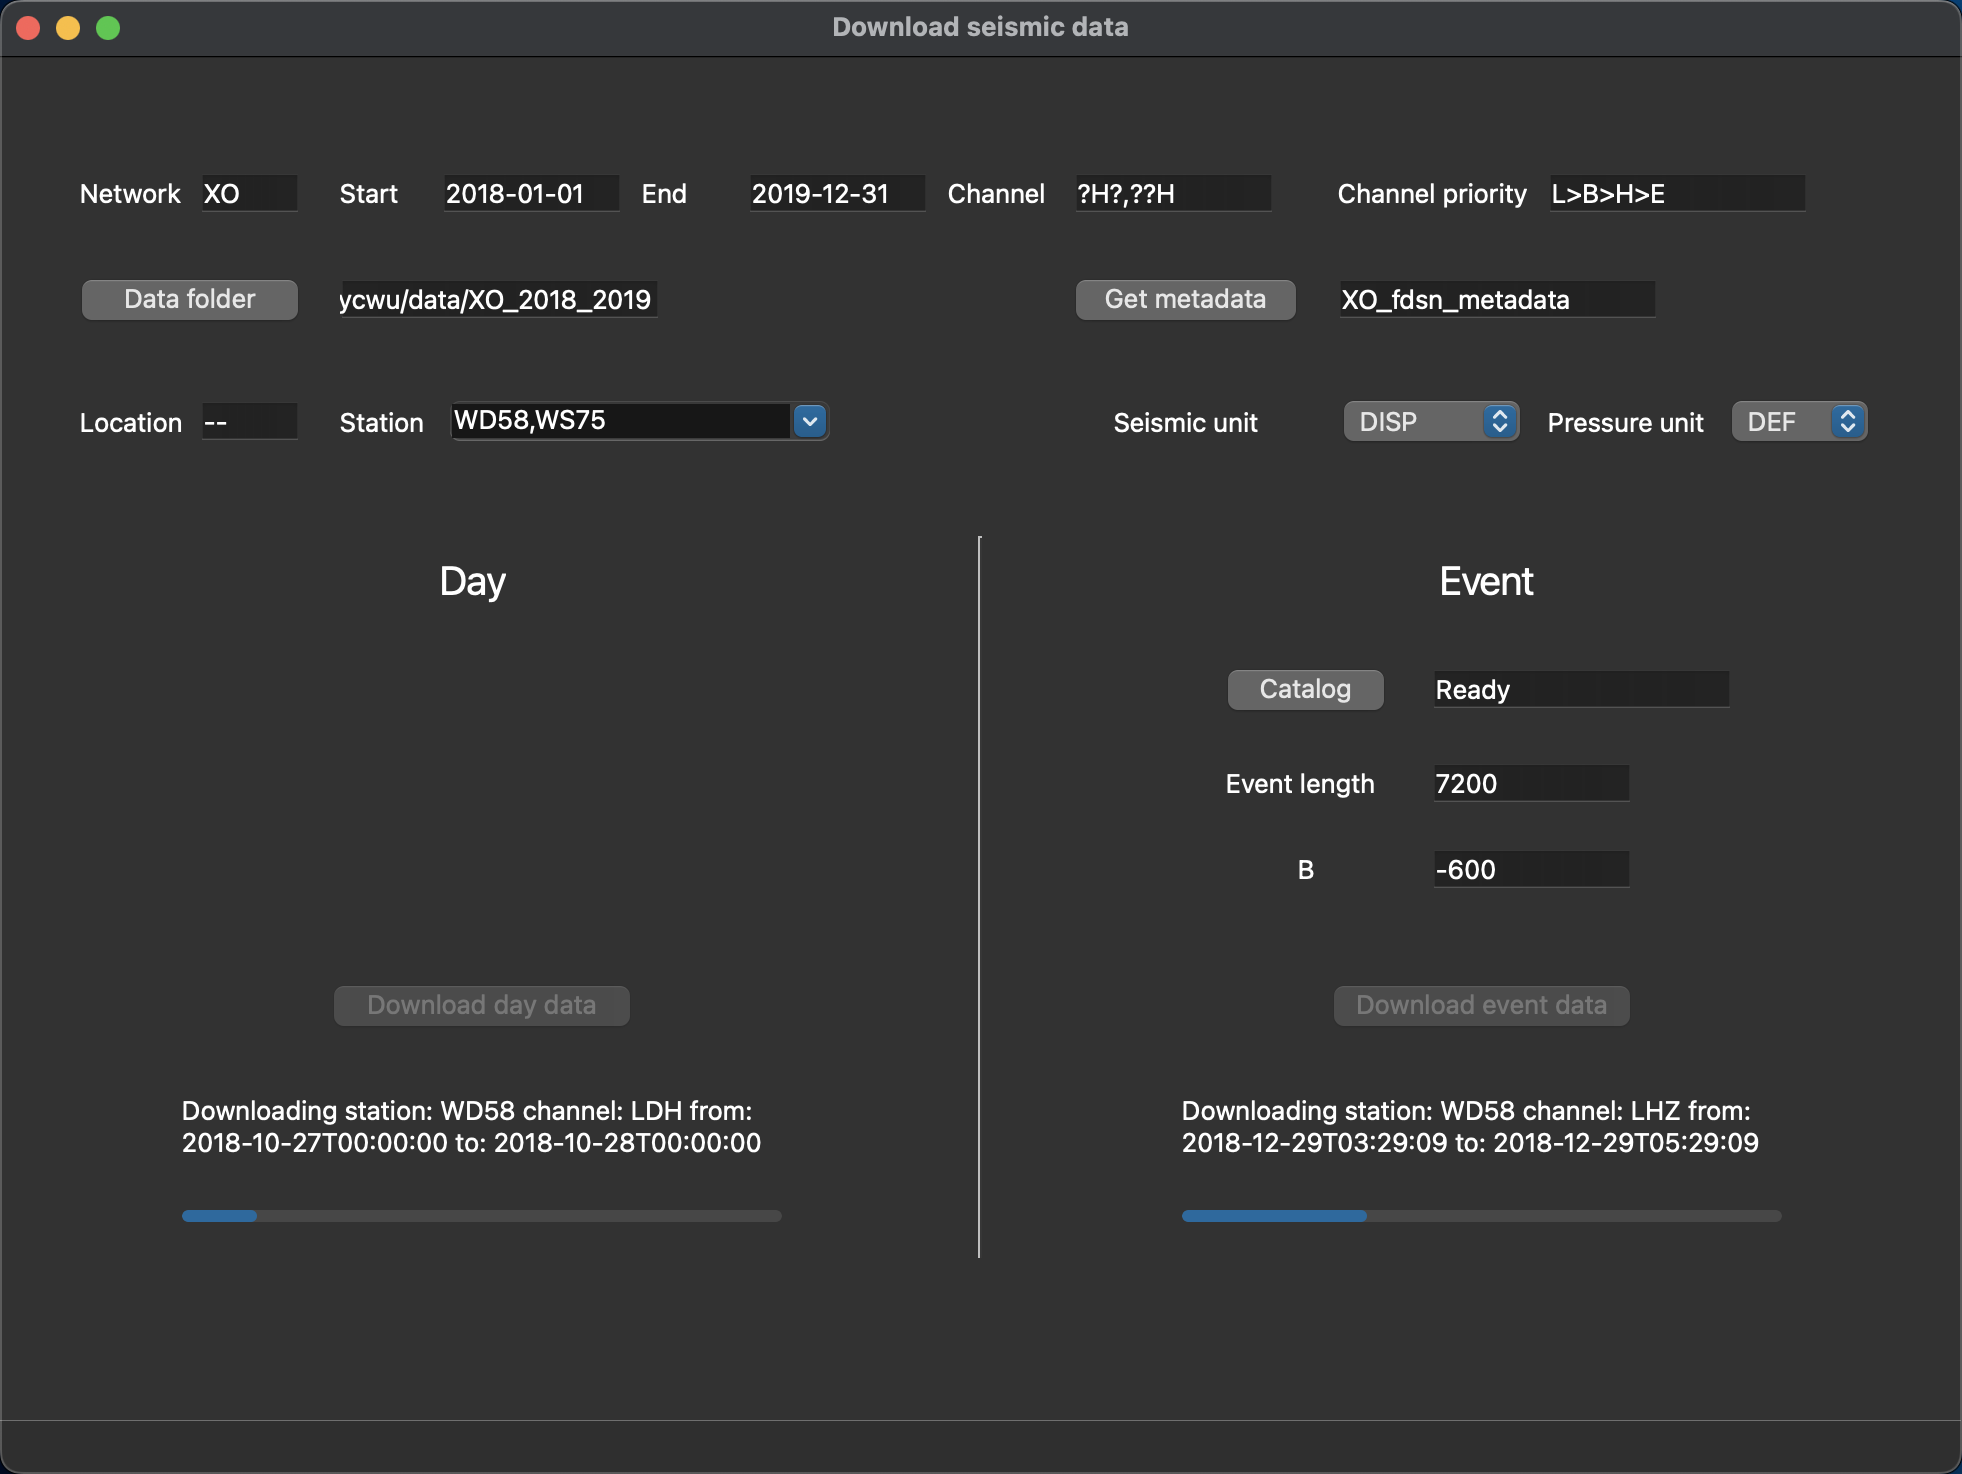 Download seismic data
Network XO Start 2018-01-01 End 2019-12-31 Channel ?H?,??H Channel priority L>B>H>E
Data folder ycwu/data/XO_2018_2019 Get metadata XO_fdsn_metadata
Location -- Station WD58,WS75 Seismic unit DISP Pressure unit DEF
Day
Download day data
Downloading station: WD58 channel: LDH from:
2018-10-27T00:00:00 to: 2018-10-28T00:00:00
Event
Catalog Ready
Event length 7200
B -600
Download event data
Downloading station: WD58 channel: LHZ from:
2018-12-29T03:29:09 to: 2018-12-29T05:29:09